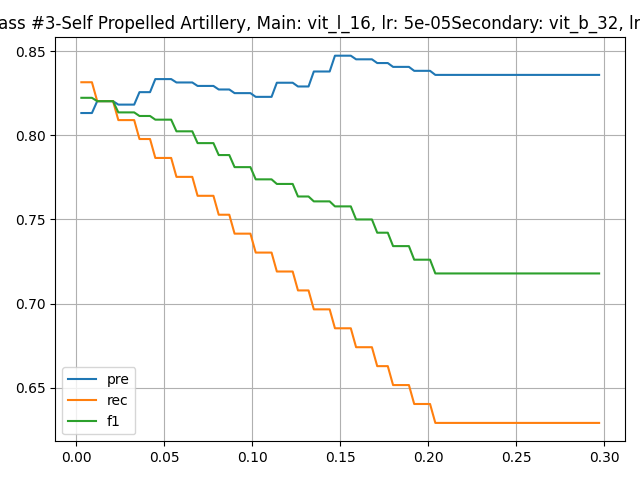 ass #3-Self Propelled Artillery, Main: vit_l_16, lr: 5e-05Secondary: vit_b_32, lr
0.85
0.80
0.75
0.70
0.65
pre
rec
f1
0.00 0.05 0.10 0.15 0.20 0.25 0.30